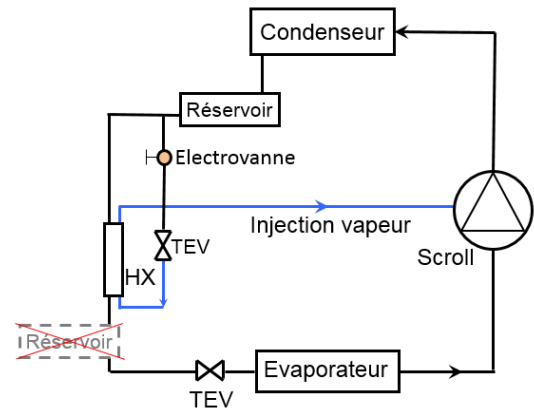 Condenseur
Réservoir
Electrovanne
Injection vapeur
TEV
Scroll
HX
Réservoir
Evaporateur
TEV